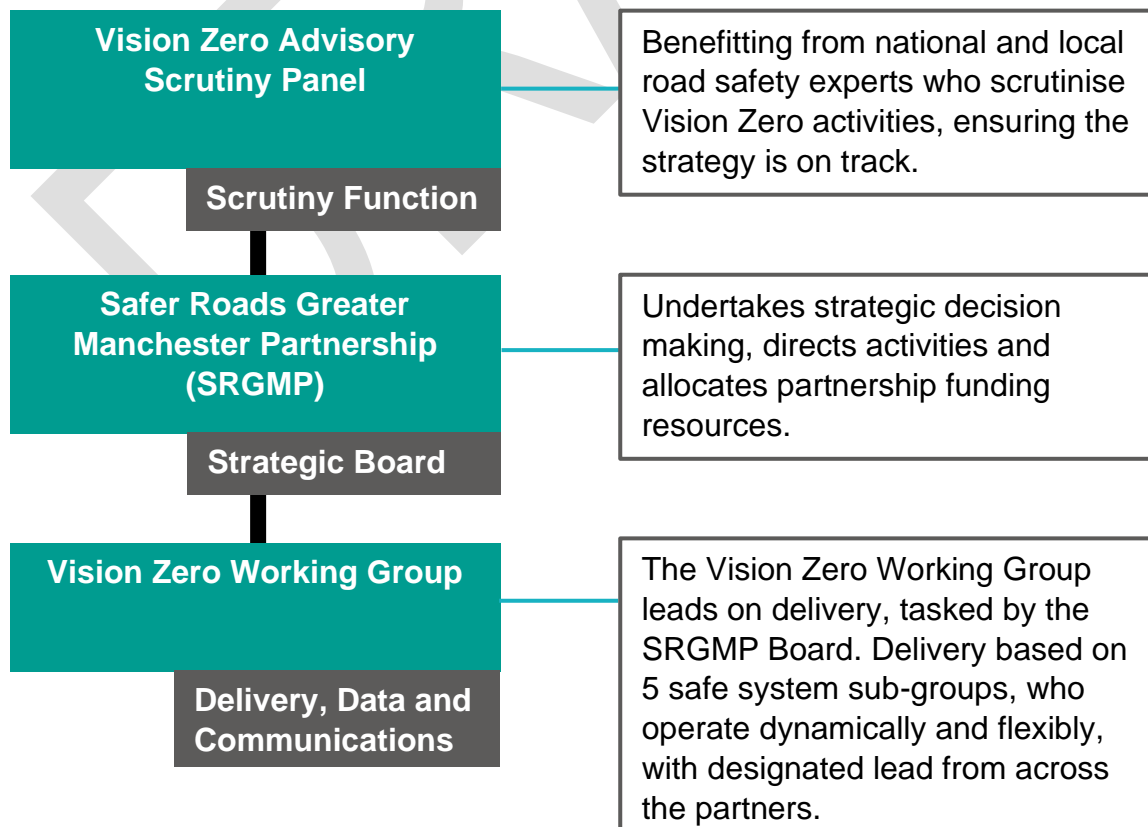 Vision Zero Advisory
Scrutiny Panel
Scrutiny Function
Benefitting from national and local
road safety experts who scrutinise
Vision Zero activities, ensuring the
strategy is on track.
Safer Roads Greater
Manchester Partnership
(SRGMP)
Strategic Board
Undertakes strategic decision
making, directs activities and
allocates partnership funding
resources.
Vision Zero Working Group
Delivery, Data and
Communications
The Vision Zero Working Group
leads on delivery, tasked by the
SRGMP Board. Delivery based on
5 safe system sub-groups, who
operate dynamically and flexibly,
with designated lead from across
the partners.